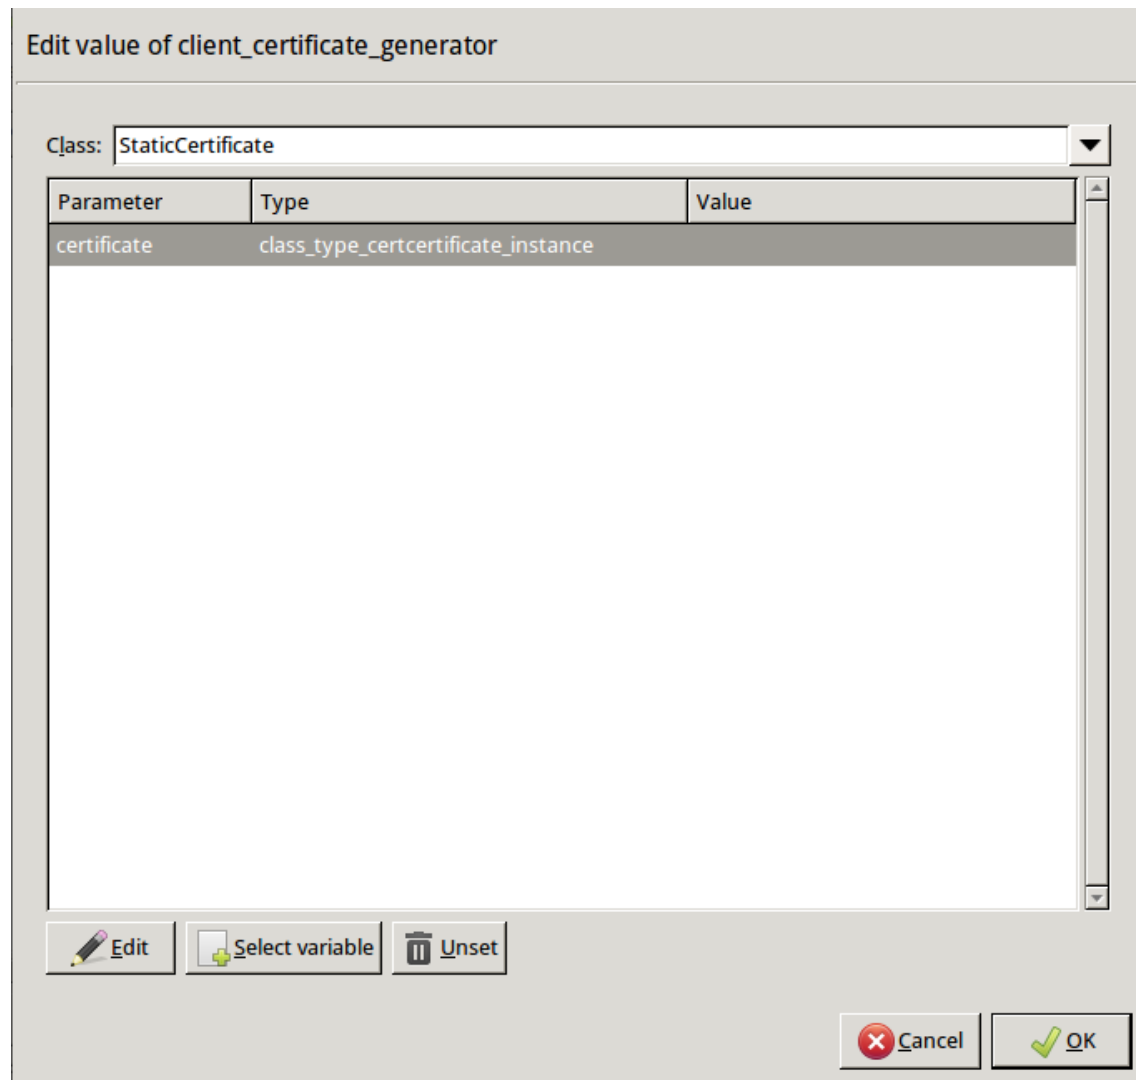 Edit value of client_certificate_generator
Class: StaticCertificate
Parameter Type Value
certificate class_type_certcertificate_instance
Edit Select variable Unset
Cancel OK